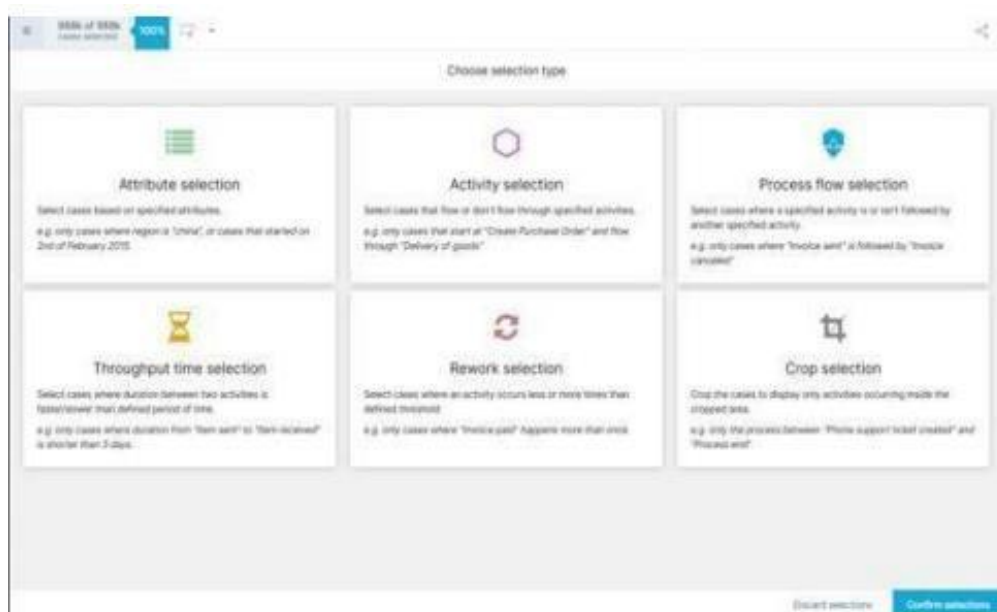 998k of 998k
cases selected
100%
Choose selection type
Attribute selection
Select cases based on specified attributes.
e.g. only cases where region is "china", or cases that started on
2nd of February 2015.
Activity selection
Select cases that flow or don't flow through specified activities.
e.g. only cases that start at "Create Purchase Order" and flow
through "Delivery of goods"
Process flow selection
Select cases where a specified activity is or isn't followed by
another specified activity.
e.g. only cases where "Invoice sent" is followed by "Invoice
canceled"
Throughput time selection
Select cases where duration between two activities is
faster/slower than defined period of time.
e.g. only cases where duration from "Item sent" to "Item received"
is shorter than 3 days.
Rework selection
Select cases where an activity occurs less or more times than
defined threshold
e.g. only cases where "Invoice paid" happens more than once.
Crop selection
Crop the cases to display only activities occurring inside the
cropped area.
e.g. only the process between "Phone support ticket created" and
"Process end".
Discard selections
Confirm selections